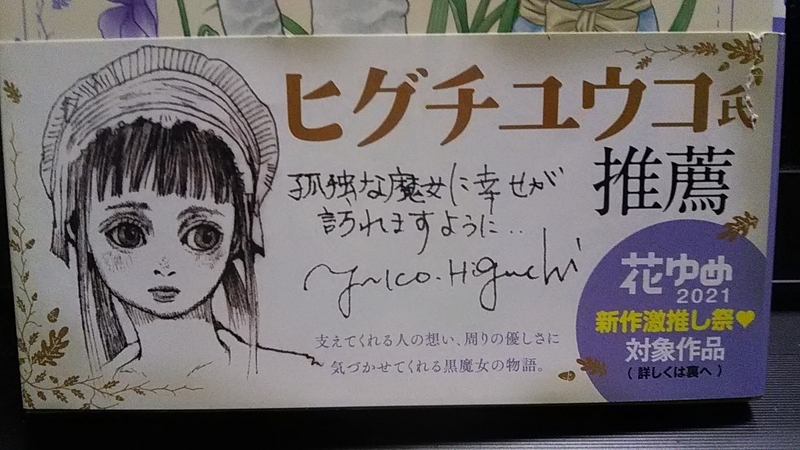 ヒグチユウコ氏
推薦
孤独な魔女に幸せが
訪れますように..
Yuko.Higuchi
支えてくれる人の想い、周りの優しさに
気づかせてくれる黒魔女の物語。
花ゆめ
2021
新作激推し祭♥
対象作品
(詳しくは裏へ)